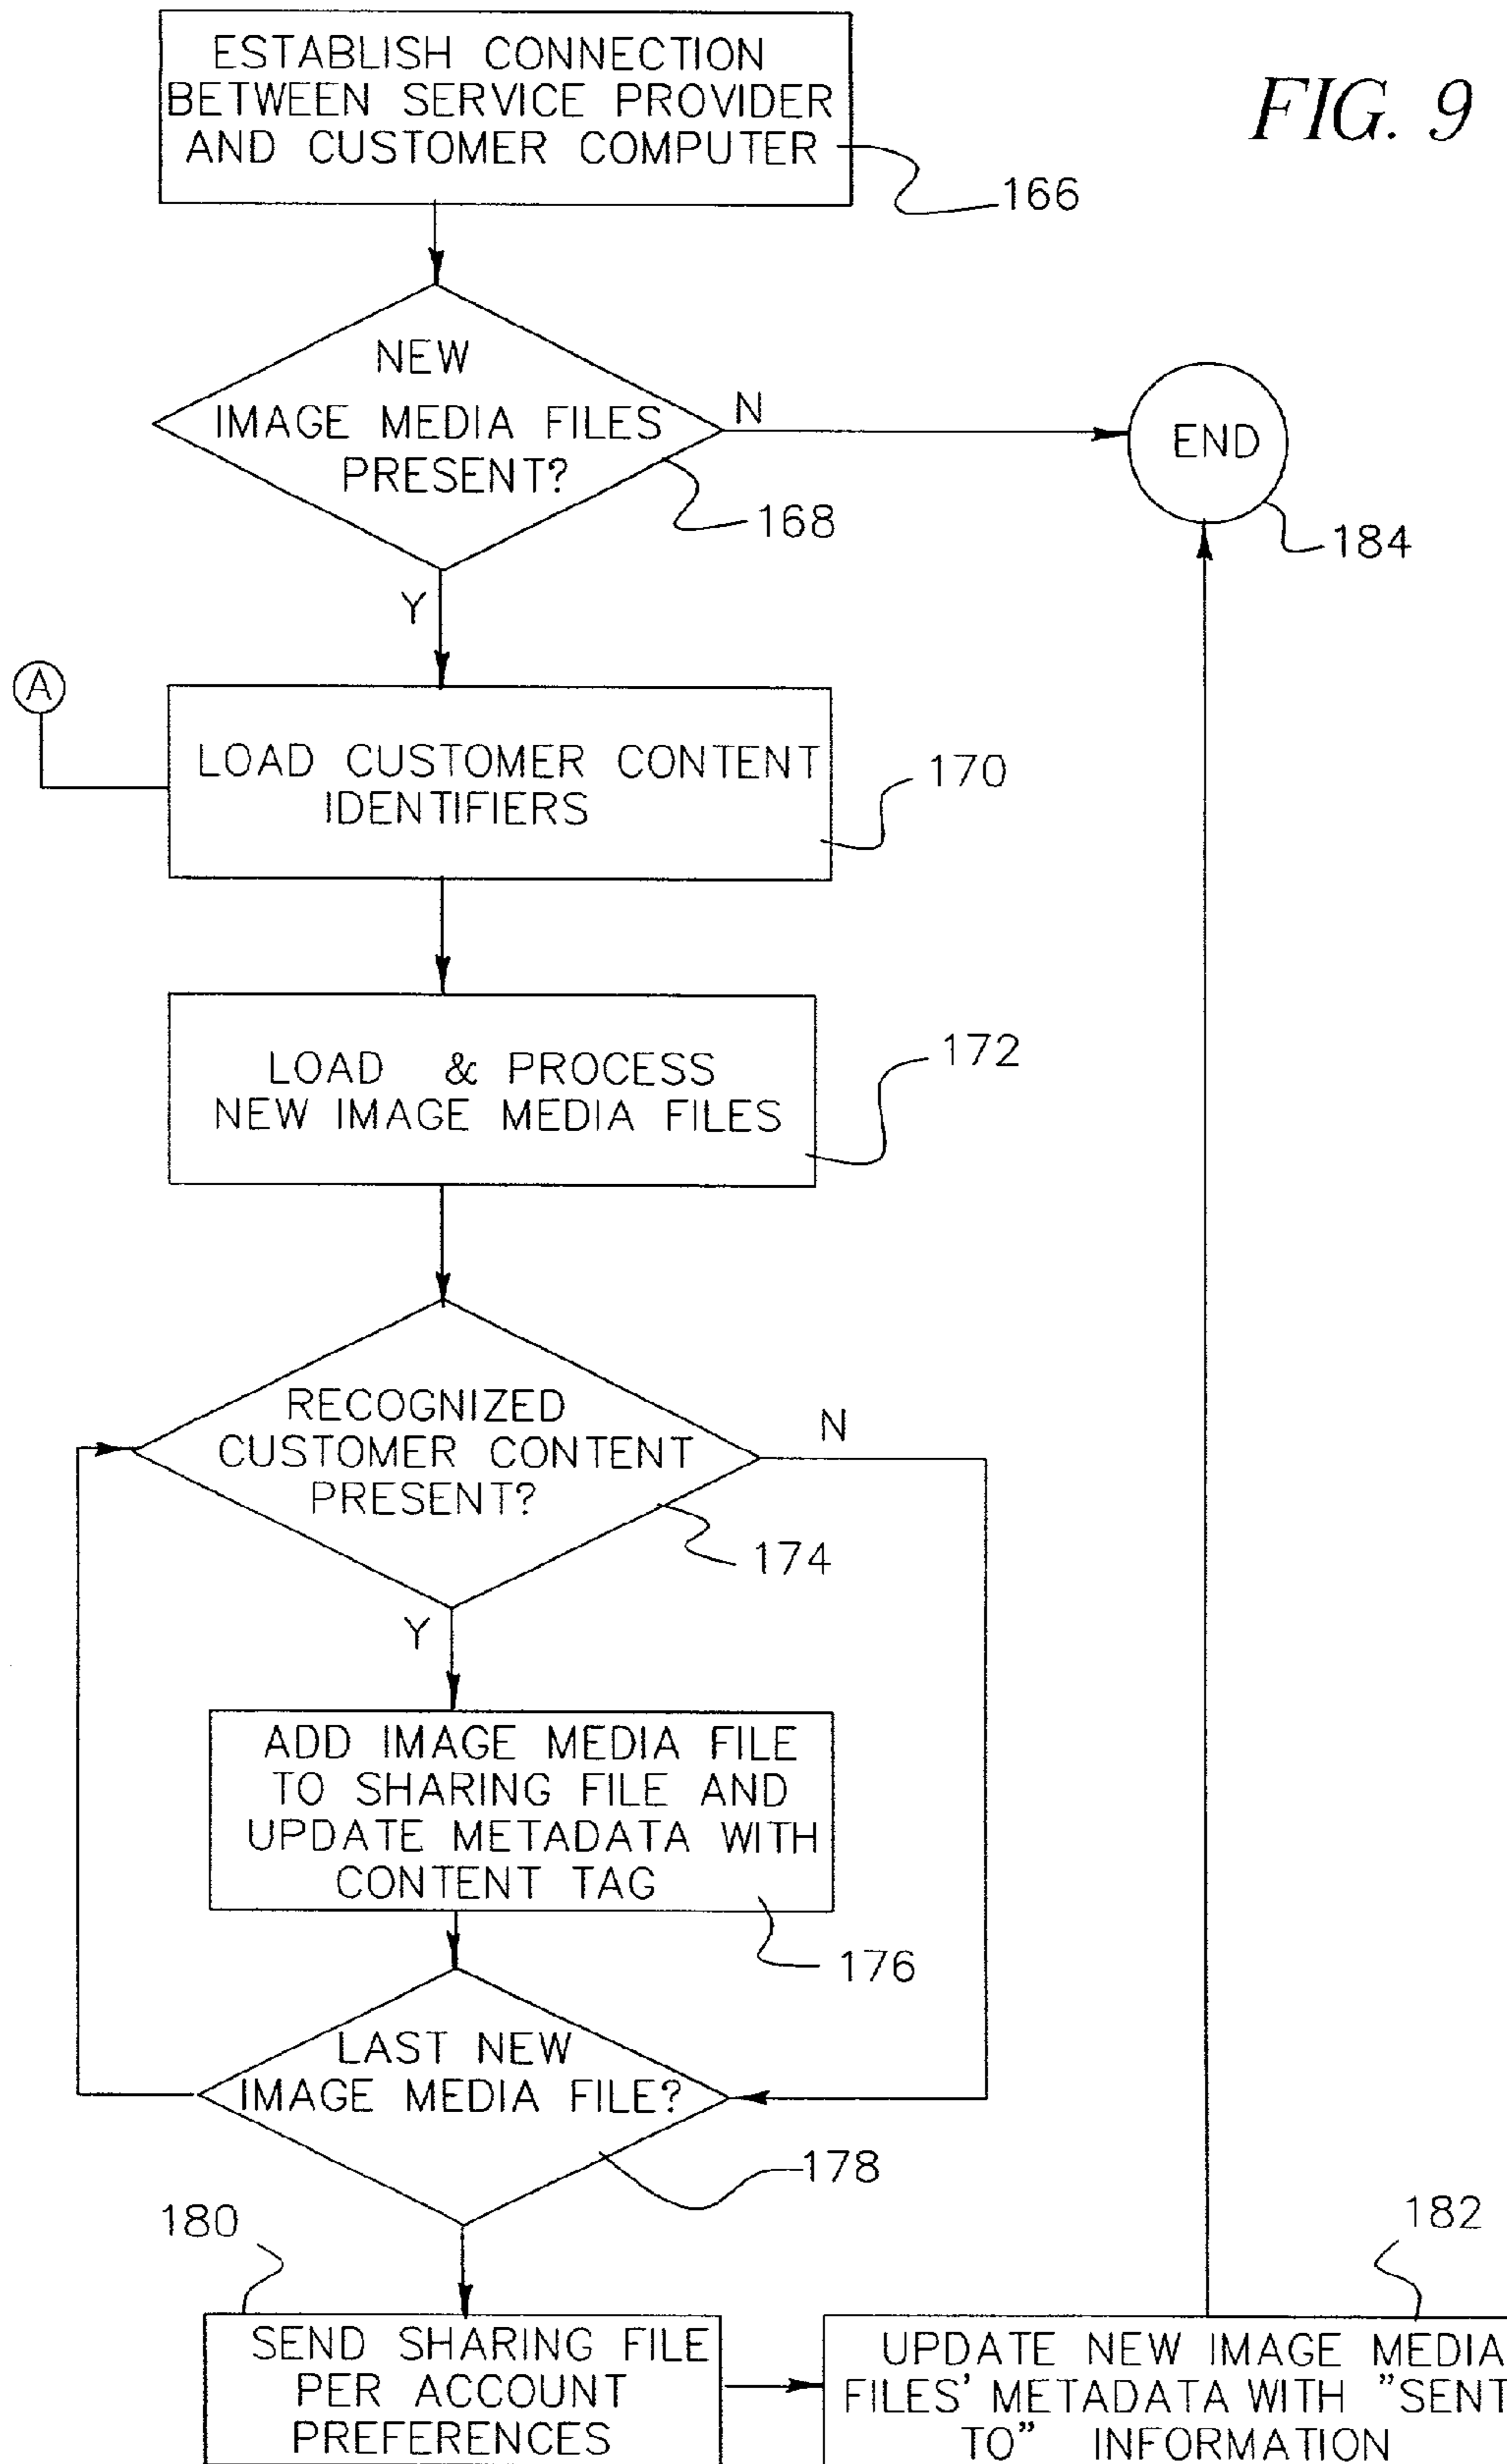 ESTABLISH CONNECTION
BETWEEN SERVICE PROVIDER
AND CUSTOMER COMPUTER
FIG. 9
166
NEW
IMAGE MEDIA FILES
PRESENT?
N
END
168
184
Y
A
LOAD CUSTOMER CONTENT
IDENTIFIERS
170
LOAD & PROCESS
NEW IMAGE MEDIA FILES
172
RECOGNIZED
CUSTOMER CONTENT
PRESENT?
N
174
Y
ADD IMAGE MEDIA FILE
TO SHARING FILE AND
UPDATE METADATA WITH
CONTENT TAG
176
LAST NEW
IMAGE MEDIA FILE?
178
180
182
SEND SHARING FILE
PER ACCOUNT
PREFERENCES
UPDATE NEW IMAGE MEDIA
FILES' METADATA WITH "SENT
TO" INFORMATION